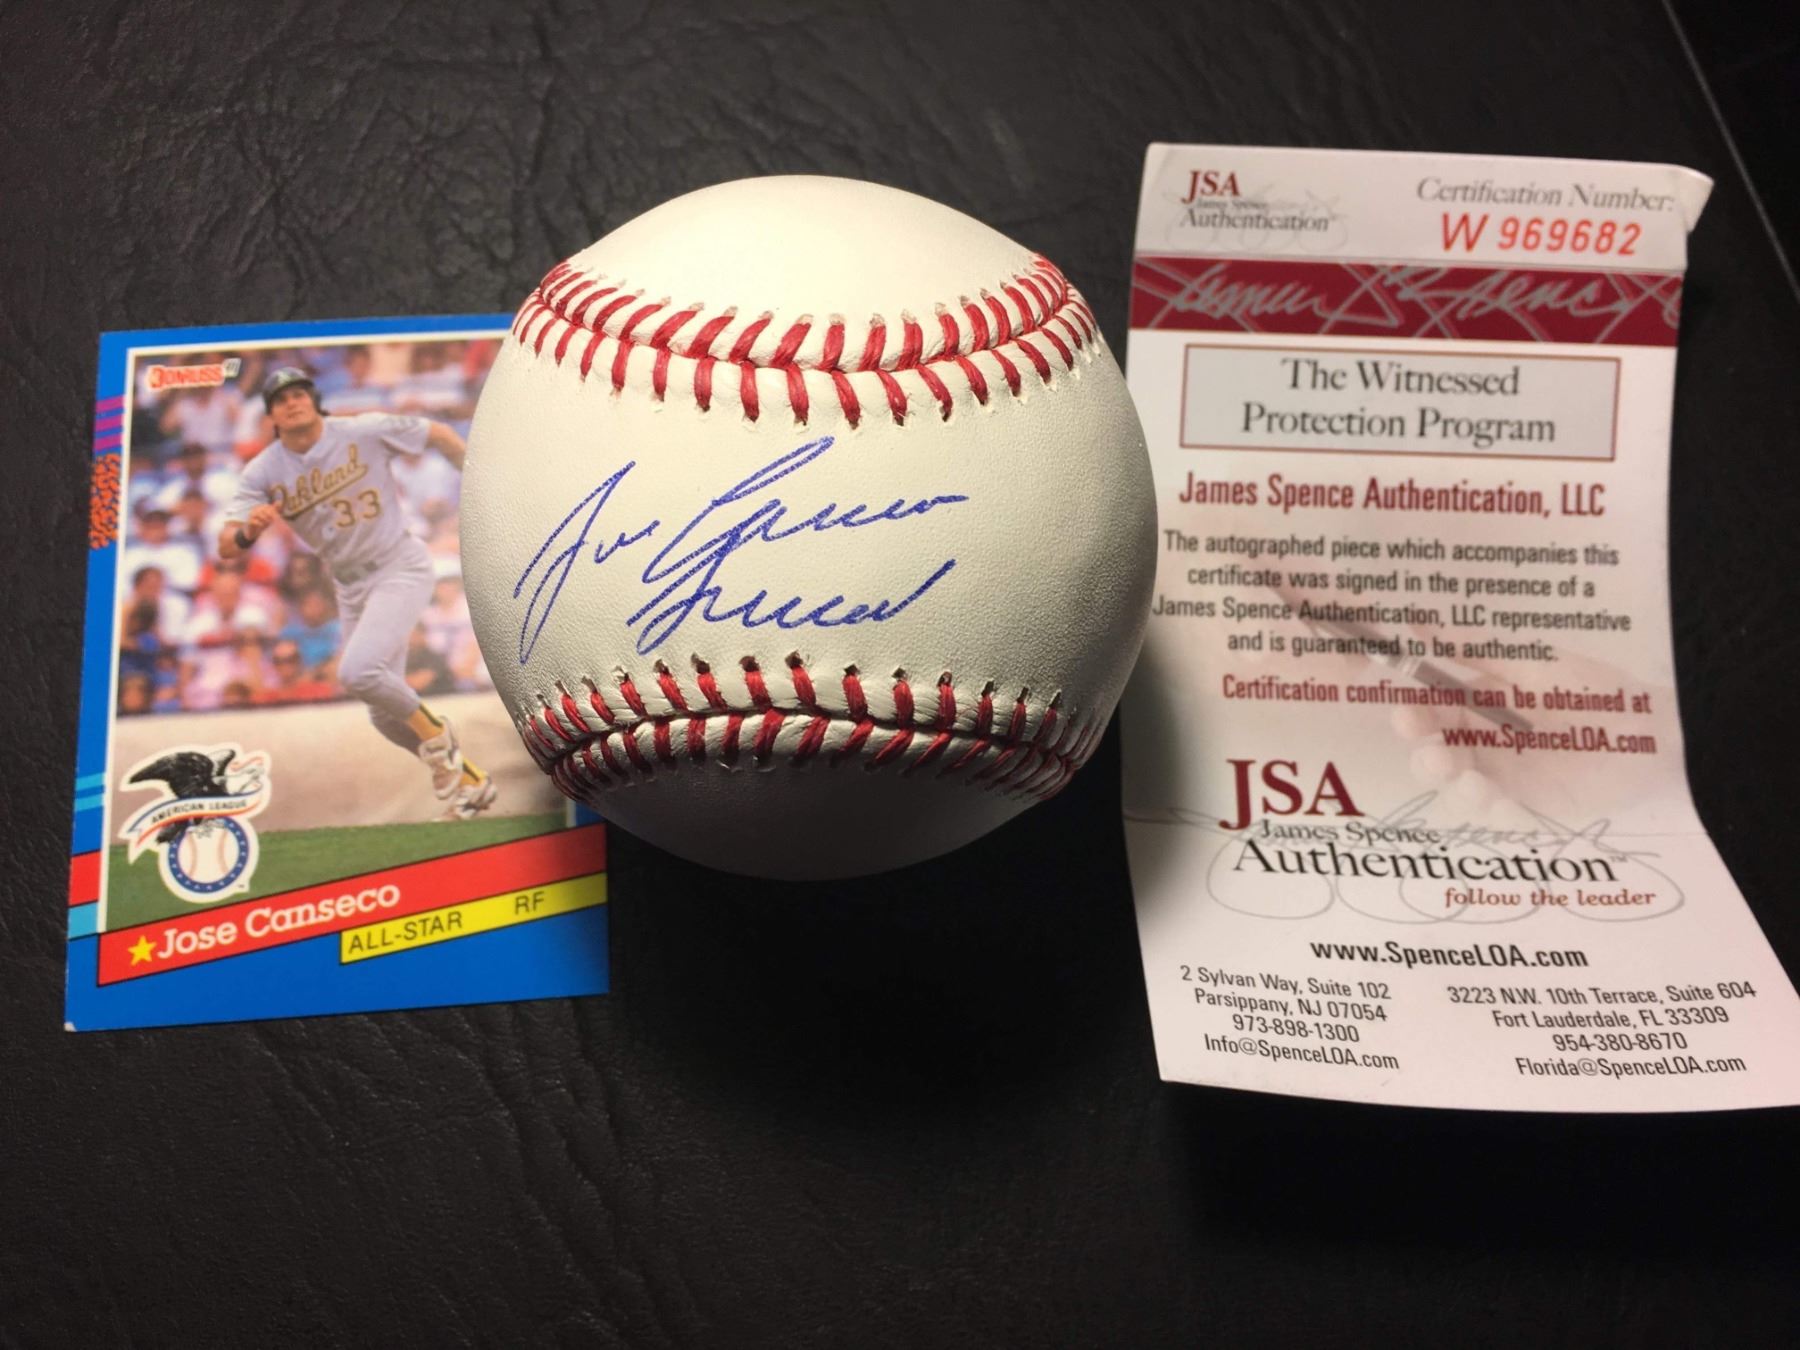 DONRUSS '91
Oakland
33
AMERICAN LEAGUE
Jose Canseco
ALL-STAR RF
Jose Canseco
JSA
James Spence
Authentication
Certification Number:
W 969682
James Spence
The Witnessed
Protection Program
James Spence Authentication, LLC
The autographed piece which accompanies this
certificate was signed in the presence of a
James Spence Authentication, LLC representative
and is guaranteed to be authentic.
Certification confirmation can be obtained at
www.SpenceLOA.com
JSA
James Spence
Authentication™
follow the leader
www.SpenceLOA.com
2 Sylvan Way, Suite 102
Parsippany, NJ 07054
973-898-1300
Info@SpenceLOA.com
3223 N.W. 10th Terrace, Suite 604
Fort Lauderdale, FL 33309
954-380-8670
Florida@SpenceLOA.com